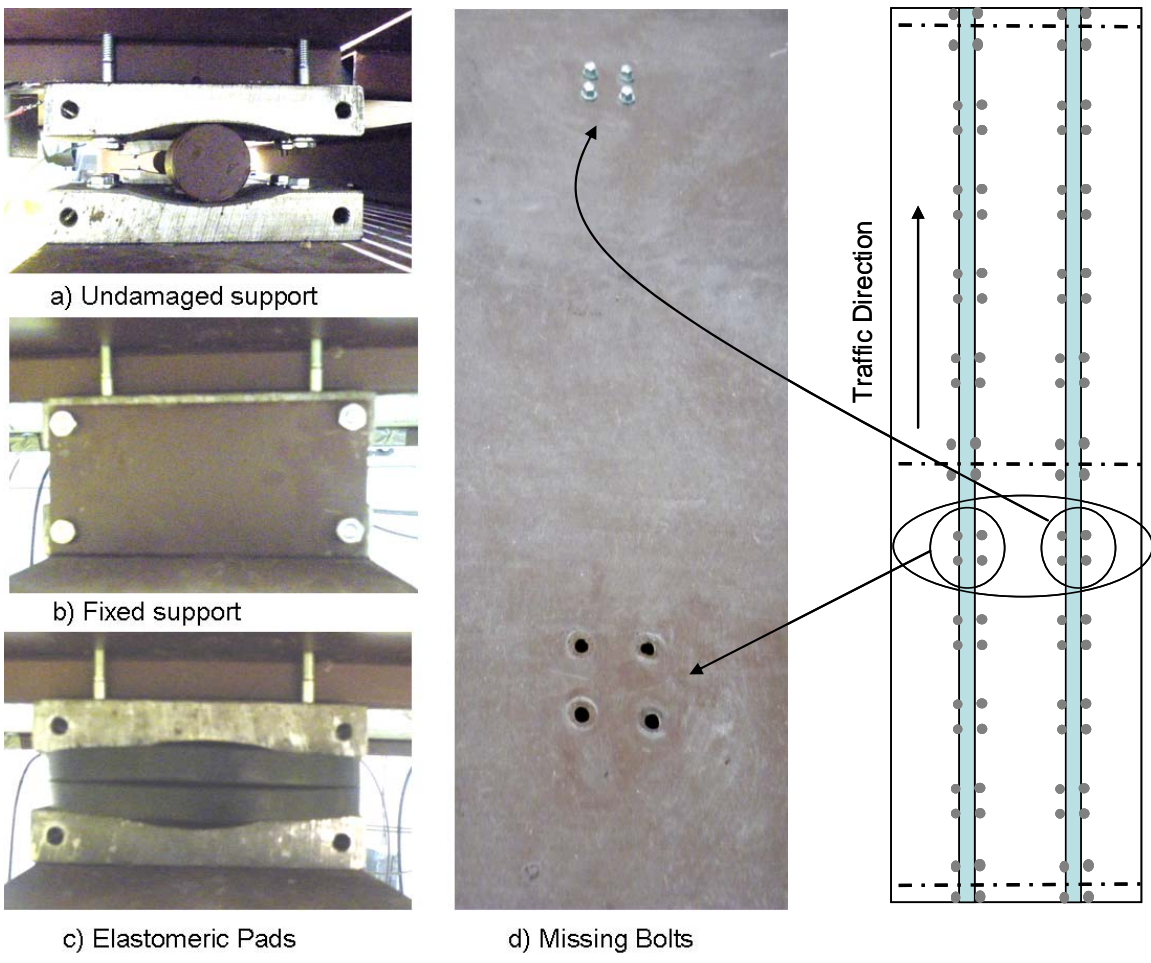 a) Undamaged support
b) Fixed support
c) Elastomeric Pads
d) Missing Bolts
Traffic Direction